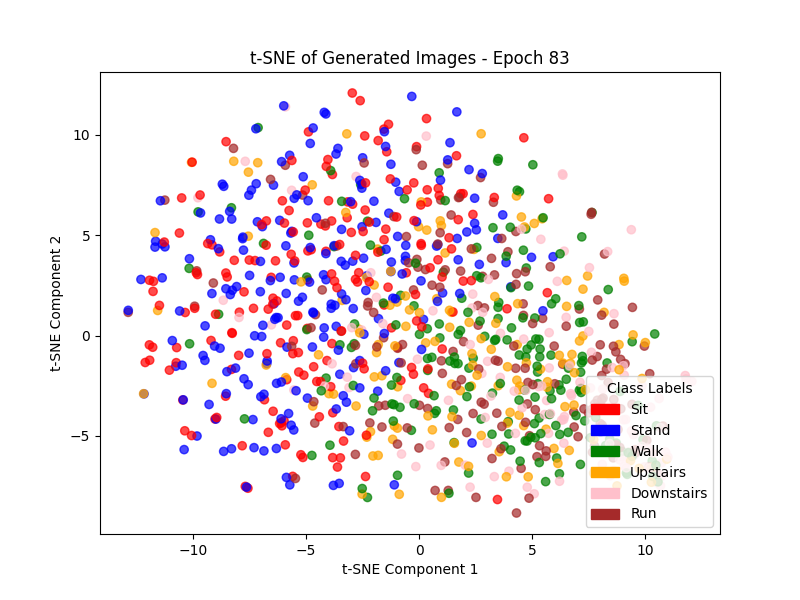 t-SNE of Generated Images - Epoch 83
10
5
0
−5
t-SNE Component 2
−10
−5
0
5
10
t-SNE Component 1
Class Labels
Sit
Stand
Walk
Upstairs
Downstairs
Run